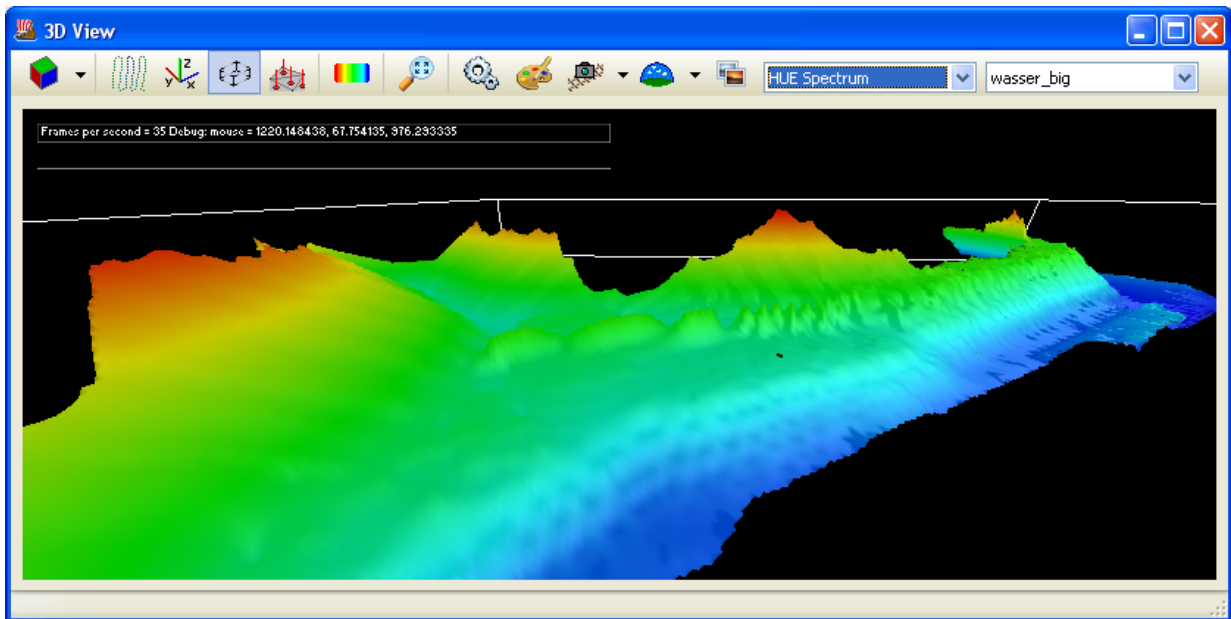 3D View
z
y
x
HUE Spectrum
wasser_big
Frames per second = 35 Debug: mouse = 1220.148438, 67.754135, 976.293335